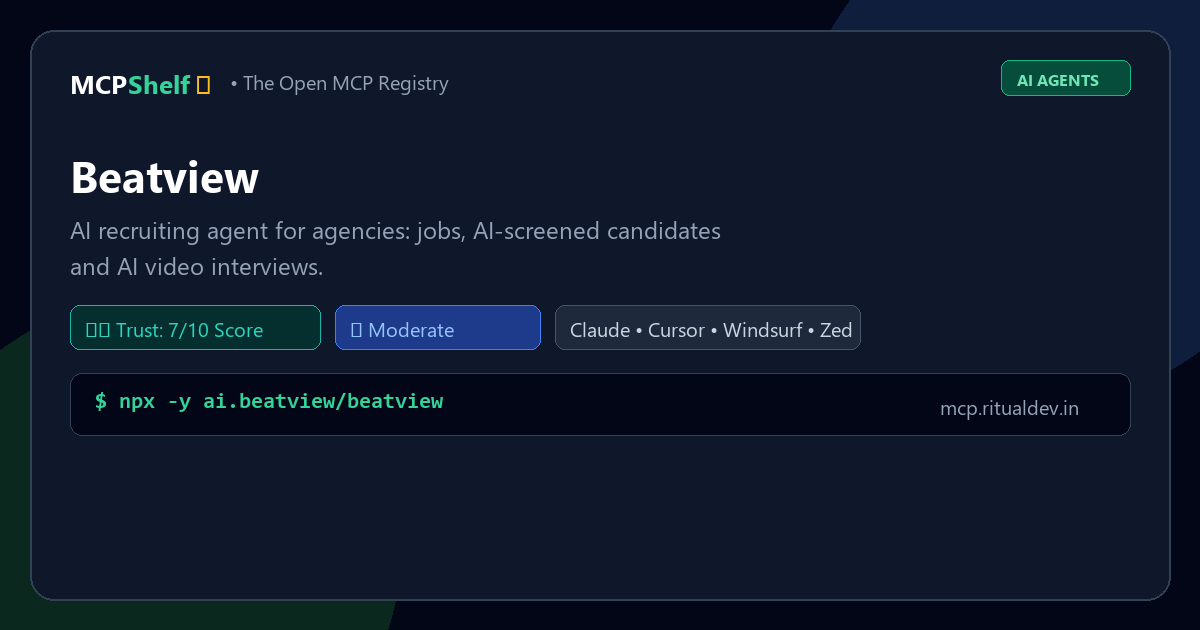 MCPShelf • The Open MCP Registry
AI AGENTS
Beatview
AI recruiting agent for agencies: jobs, AI-screened candidates
and AI video interviews.
Trust: 7/10 Score
Moderate
Claude • Cursor • Windsurf • Zed
$ npx -y ai.beatview/beatview
mcp.ritualdev.in